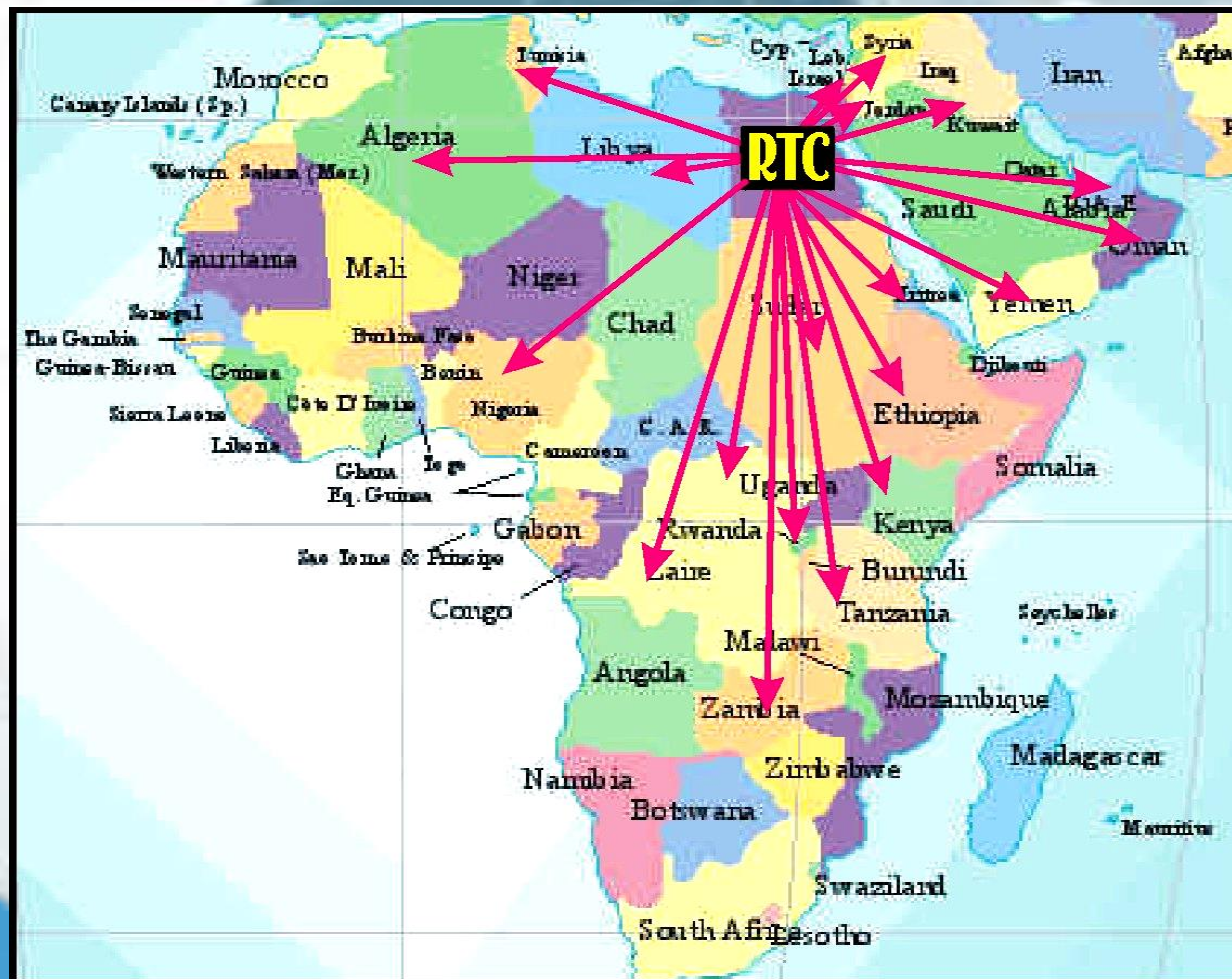 Tunisia
Cyp.
Leb.
Syria
Israel
Iraq
Iran
Morocco
Jordan
Kuwait
Canary Islands (Sp.)
Algeria
Libya
RTC
Western Sahara (Mor.)
Qatar
Saudi Arabia
U. A. E
Oman
Mauritania
Mali
Niger
Chad
Sudan
Eritrea
Yemen
Senegal
The Gambia
Burkina Faso
Guinea-Bissau
Guinea
Benin
Djibouti
Sierra Leone
Cote D'Ivoire
Nigeria
C. A. R.
Ethiopia
Liberia
Ghana
Togo
Cameroon
Somalia
Eq. Guinea
Uganda
Gabon
Rwanda
Kenya
Sao Tome & Principe
Zaire
Burundi
Congo
Tanzania
Seychelles
Malawi
Angola
Zambia
Mozambique
Namibia
Zimbabwe
Madagascar
Botswana
Mauritius
Swaziland
South Africa
Lesotho